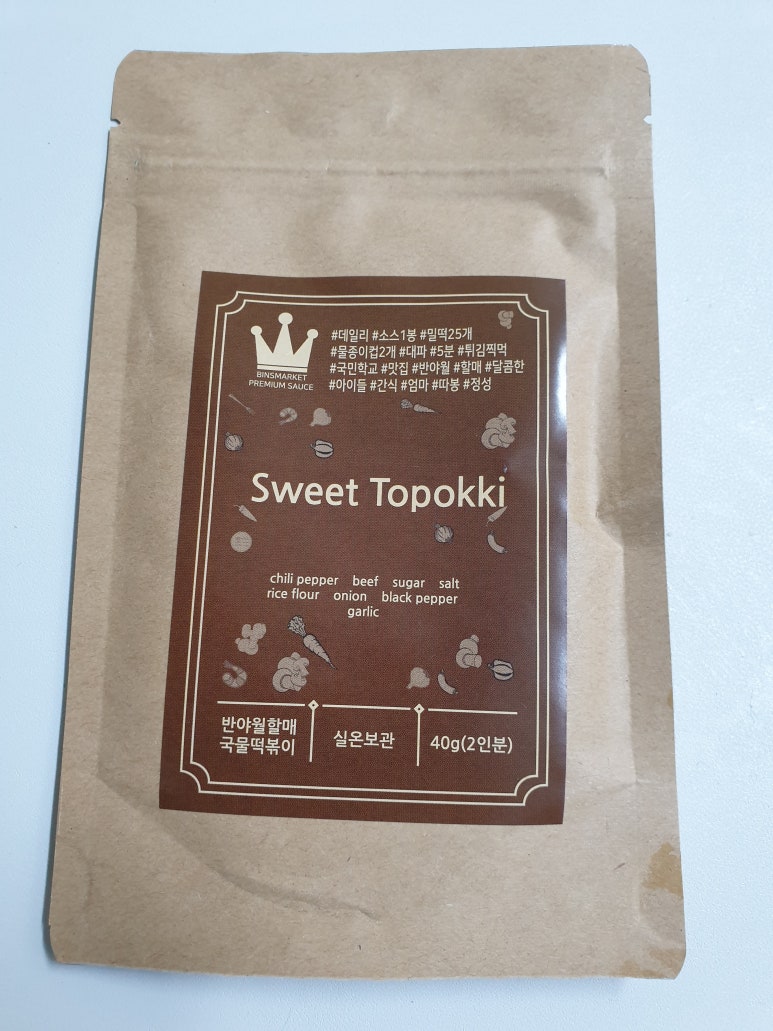 BINSMARKET
PREMIUM SAUCE
#데일리 #소스1봉 #밀떡25개
#물종이컵2개 #대파 #5분 #튀김찍먹
#국민학교 #맛집 #반야월 #할매 #달콤한
#아이들 #간식 #엄마 #따봉 #정성
Sweet Topokki
chili pepper beef sugar salt
rice flour onion black pepper
garlic
반야월할매
국물떡볶이
실온보관
40g(2인분)